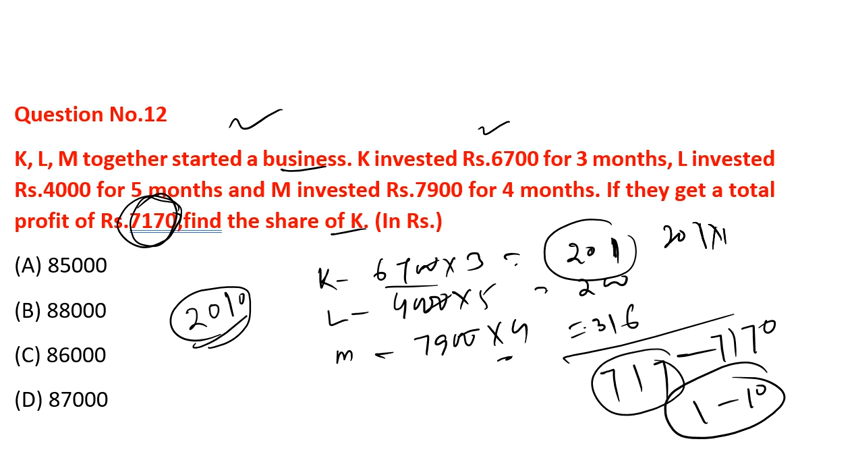 Question No.12
K, L, M together started a business. K invested Rs.6700 for 3 months, L invested
Rs.4000 for 5 months and M invested Rs.7900 for 4 months. If they get a total
profit of Rs.7170,find the share of K. (In Rs.)
(A) 85000
(B) 88000
(C) 86000
(D) 87000
K - 6700 x 3 = 201
201 x 1
L - 4000 x 5 = 200
2010
m - 7900 x 4 = 316
717 - 7170
1 - 10